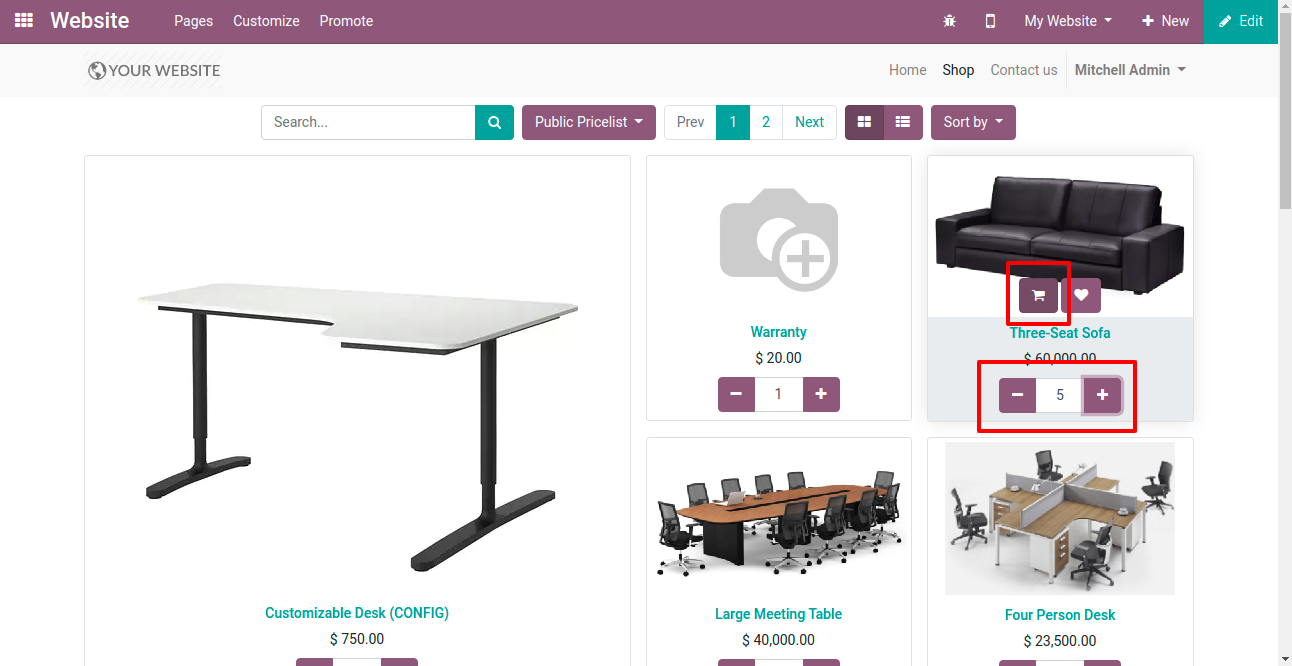 Website Pages Customize Promote My Website New Edit
YOUR WEBSITE Home Shop Contact us Mitchell Admin
Search... Public Pricelist Prev 1 2 Next Sort by
Warranty
$ 20.00
1
Three-Seat Sofa
$ 60,000.00
5
Customizable Desk (CONFIG)
$ 750.00
Large Meeting Table
$ 40,000.00
Four Person Desk
$ 23,500.00